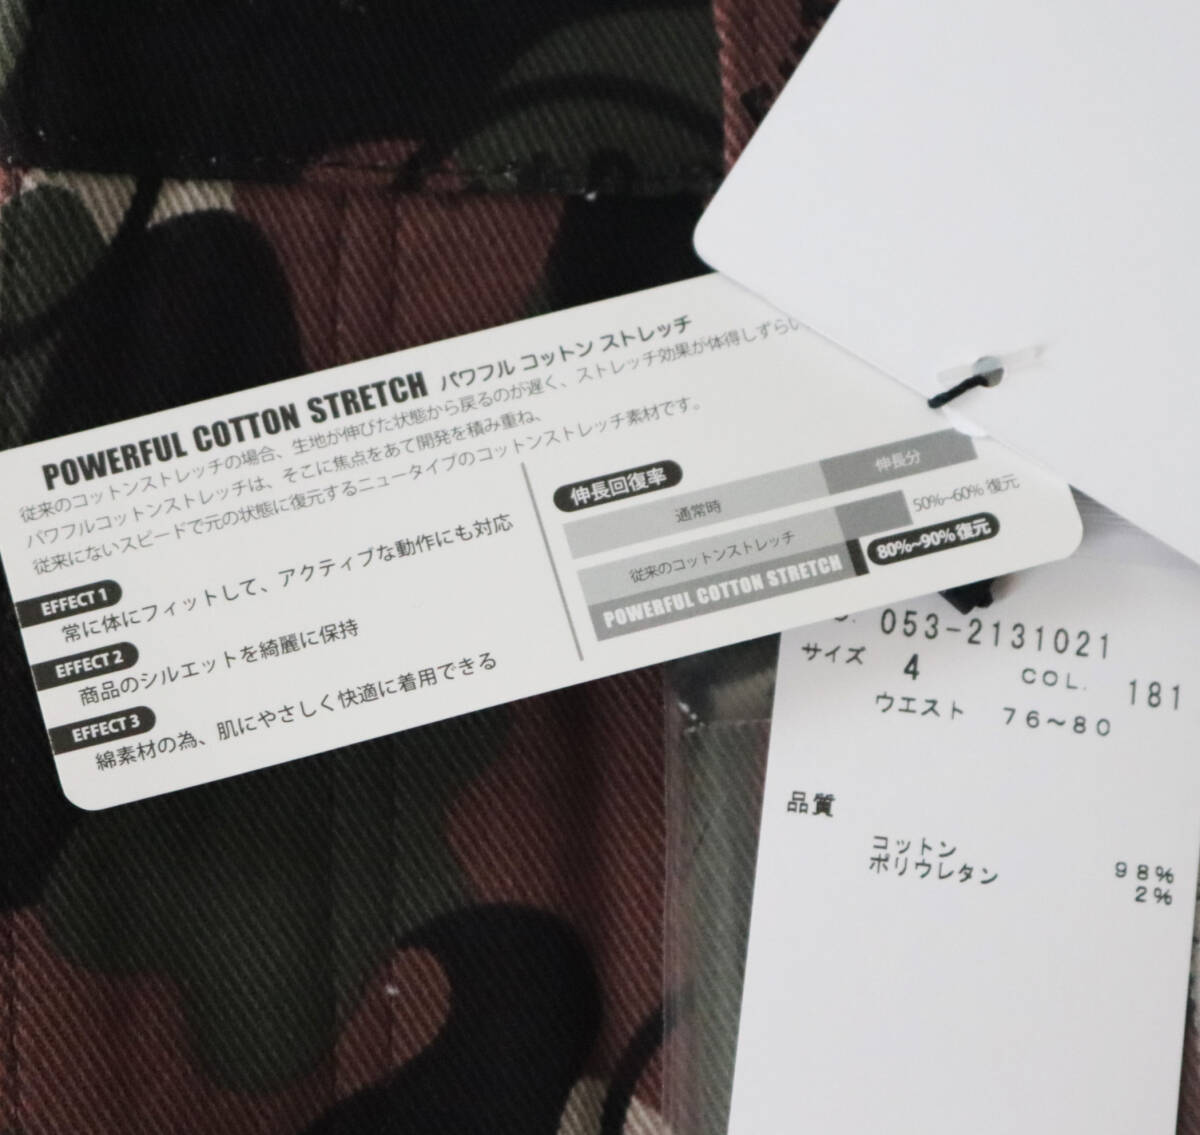 POWERFUL COTTON STRETCH パワフル コットン ストレッチ
従来のコットンストレッチの場合、生地が伸びた状態から戻るのが遅く、ストレッチ効果が体得しずらい
パワフルコットンストレッチは、そこに焦点をあて開発を積み重ね、
従来にないスピードで元の状態に復元するニュータイプのコットンストレッチ素材です。
EFFECT 1
常に体にフィットして、アクティブな動作にも対応
EFFECT 2
商品のシルエットを綺麗に保持
EFFECT 3
綿素材の為、肌にやさしく快適に着用できる
伸長回復率
通常時 伸長分
従来のコットンストレッチ 50%~60% 復元
POWERFUL COTTON STRETCH 80%~90% 復元
053-2131021
サイズ 4 COL. 181
ウエスト 76~80
品質
コットン 98%
ポリウレタン 2%